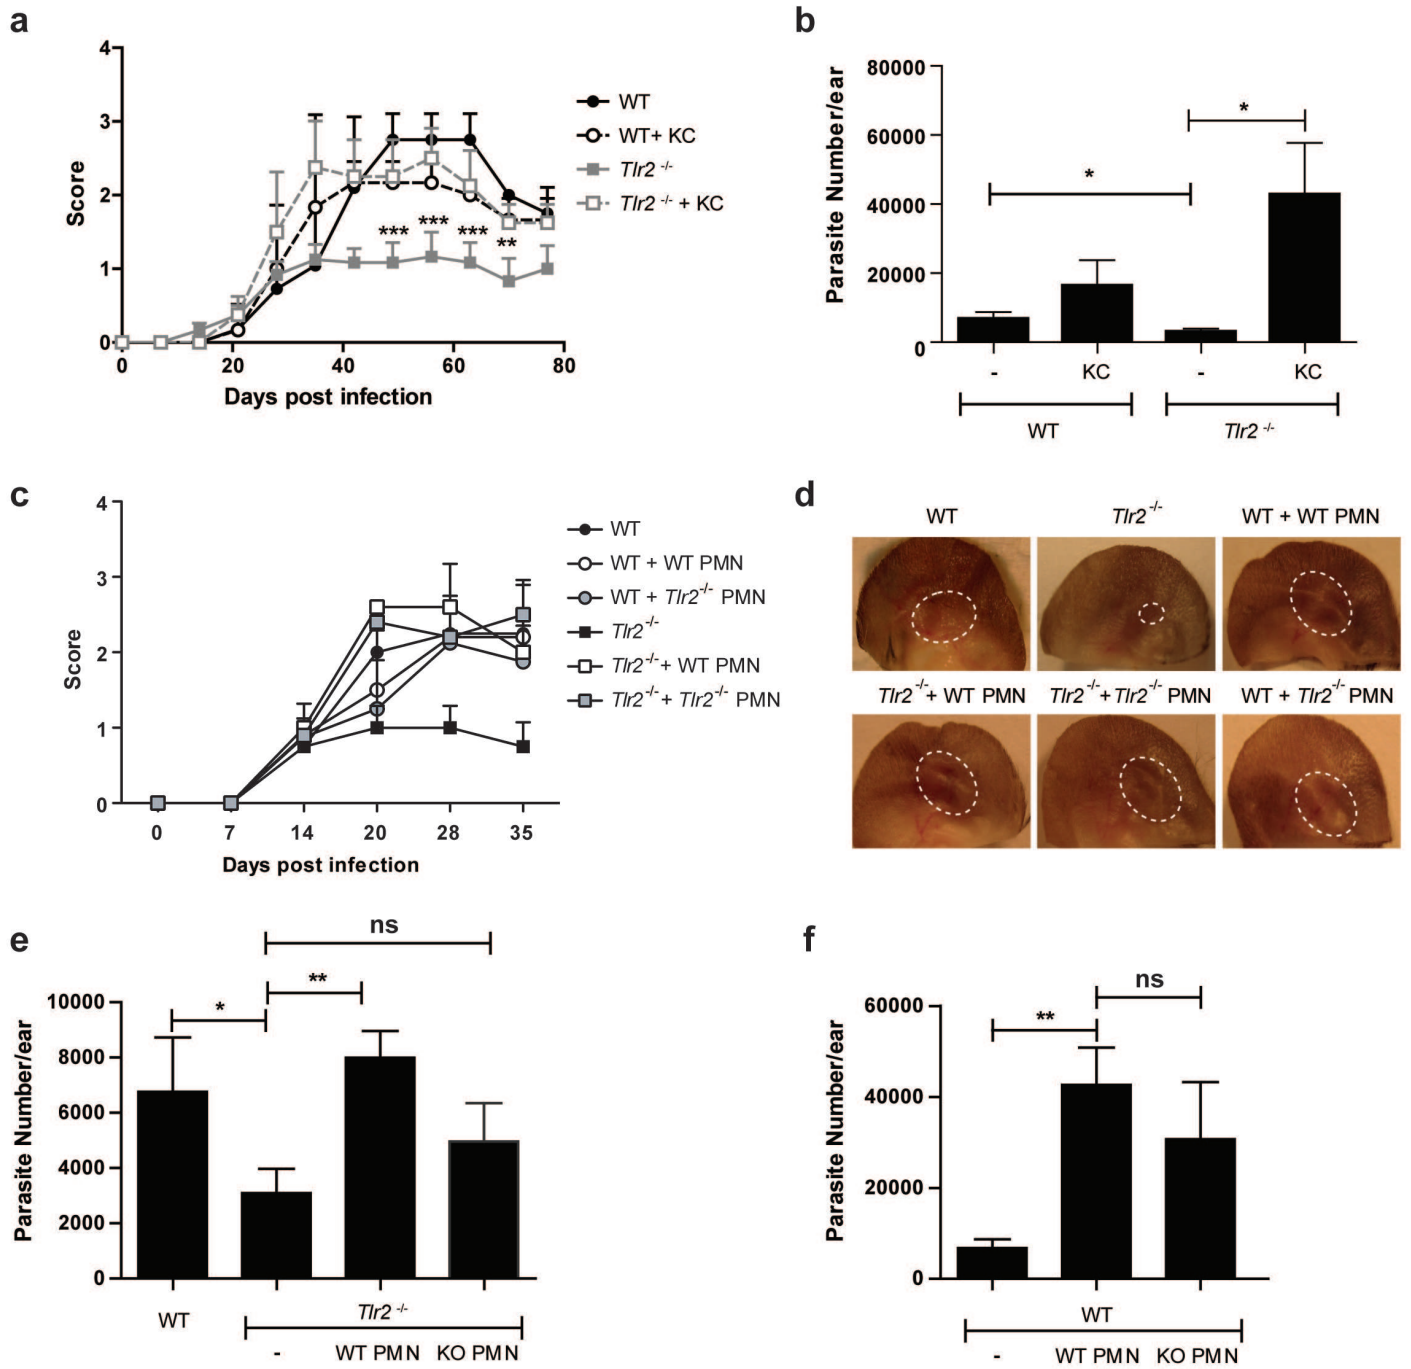 a
4
3
2
1
0
Score
0 20 40 60 80
Days post infection
*** *** *** **
WT
WT+ KC
Tlr2 -/-
Tlr2 -/- + KC
b
80000
60000
40000
20000
0
Parasite Number/ear
*
*
- KC - KC
WT Tlr2 -/-
c
4
3
2
1
0
Score
0 7 14 20 28 35
Days post infection
WT
WT + WT PMN
WT + Tlr2-/- PMN
Tlr2-/-
Tlr2-/-+ WT PMN
Tlr2-/-+ Tlr2-/- PMN
d
WT Tlr2-/- WT + WT PMN
Tlr2-/-+ WT PMN Tlr2-/-+Tlr2-/- PMN WT + Tlr2-/- PMN
e
ns
**
*
10000
8000
6000
4000
2000
0
Parasite Number/ear
WT Tlr2 -/-
- WT PMN KO PMN
f
ns
**
60000
40000
20000
0
Parasite Number/ear
WT
- WT PMN KO PMN